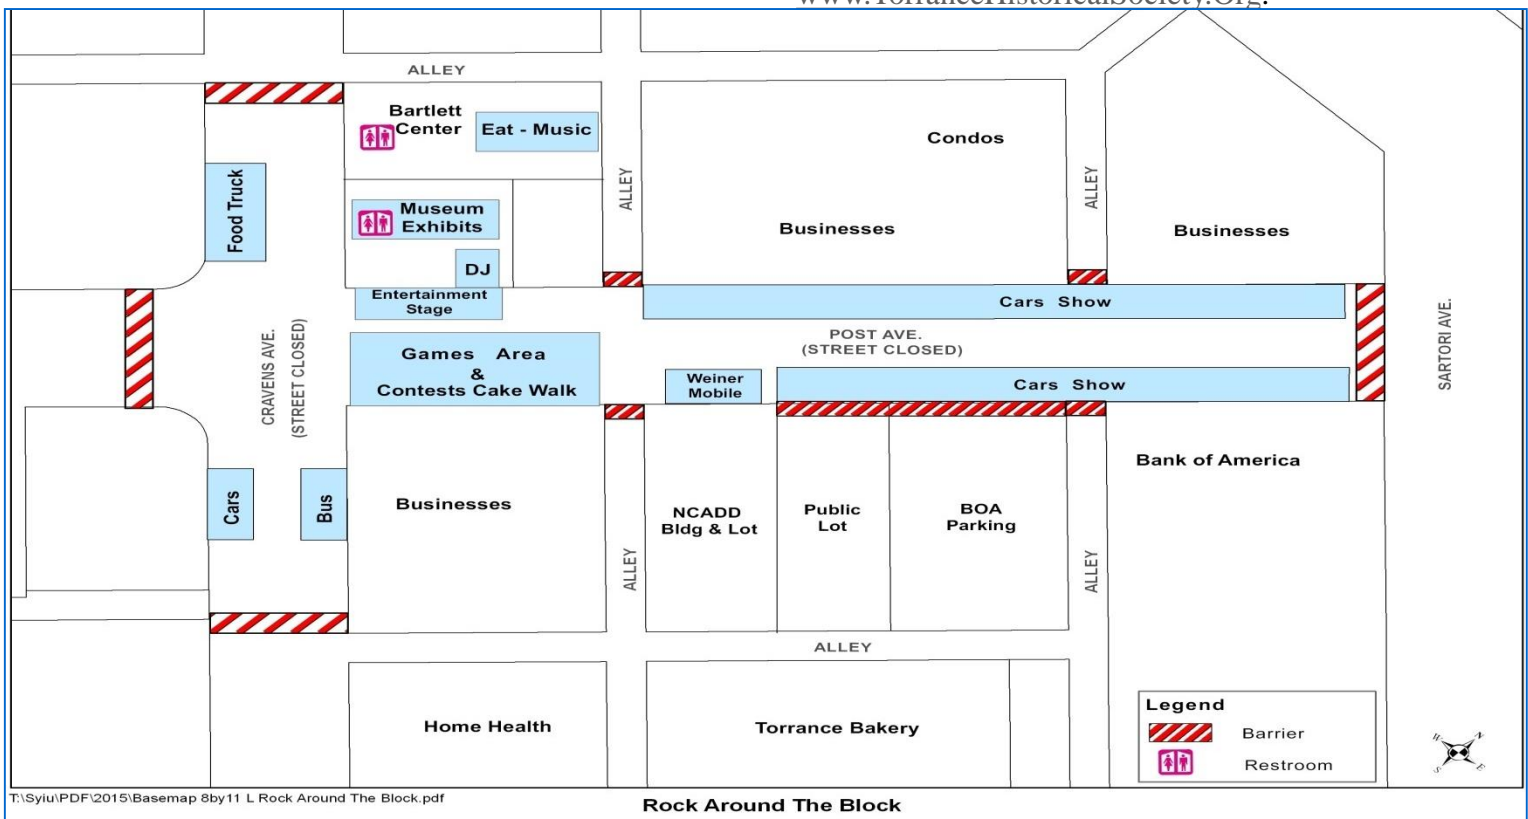 www.TorranceHistoricalSociety.Org.
ALLEY
Bartlett
Center
Eat - Music
Condos
ALLEY
ALLEY
Food Truck
Museum
Exhibits
Businesses
Businesses
DJ
Entertainment
Stage
Cars Show
POST AVE.
(STREET CLOSED)
SARTORI AVE.
CRAVENS AVE.
(STREET CLOSED)
Games Area
&
Contests Cake Walk
Weiner
Mobile
Cars Show
Bank of America
Cars
Bus
Businesses
NCADD
Bldg & Lot
Public
Lot
BOA
Parking
ALLEY
ALLEY
ALLEY
Home Health
Torrance Bakery
Legend
Barrier
Restroom
W
N
S
E
T:\Syiu\PDF\2015\Basemap 8by11 L Rock Around The Block.pdf
Rock Around The Block